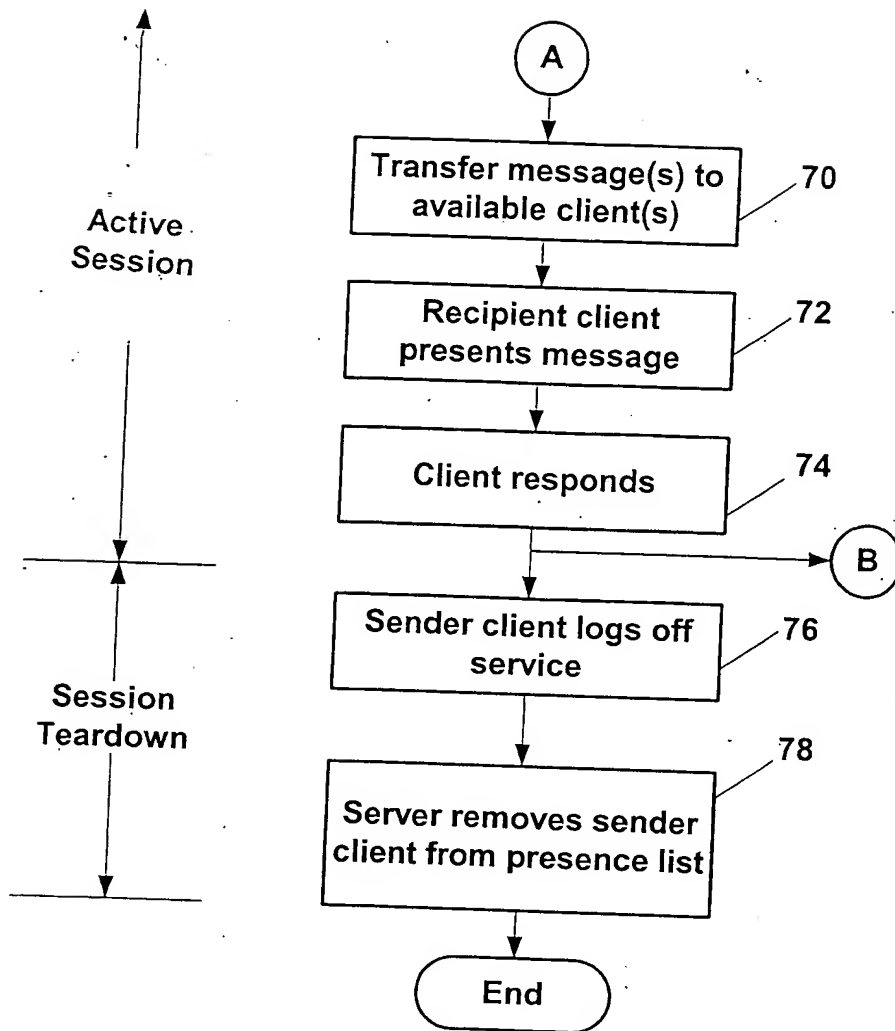 A
Transfer message(s) to
available client(s)
70
Active
Session
Recipient client
presents message
72
Client responds
74
B
Sender client logs off
service
76
Session
Teardown
78
Server removes sender
client from presence list
End